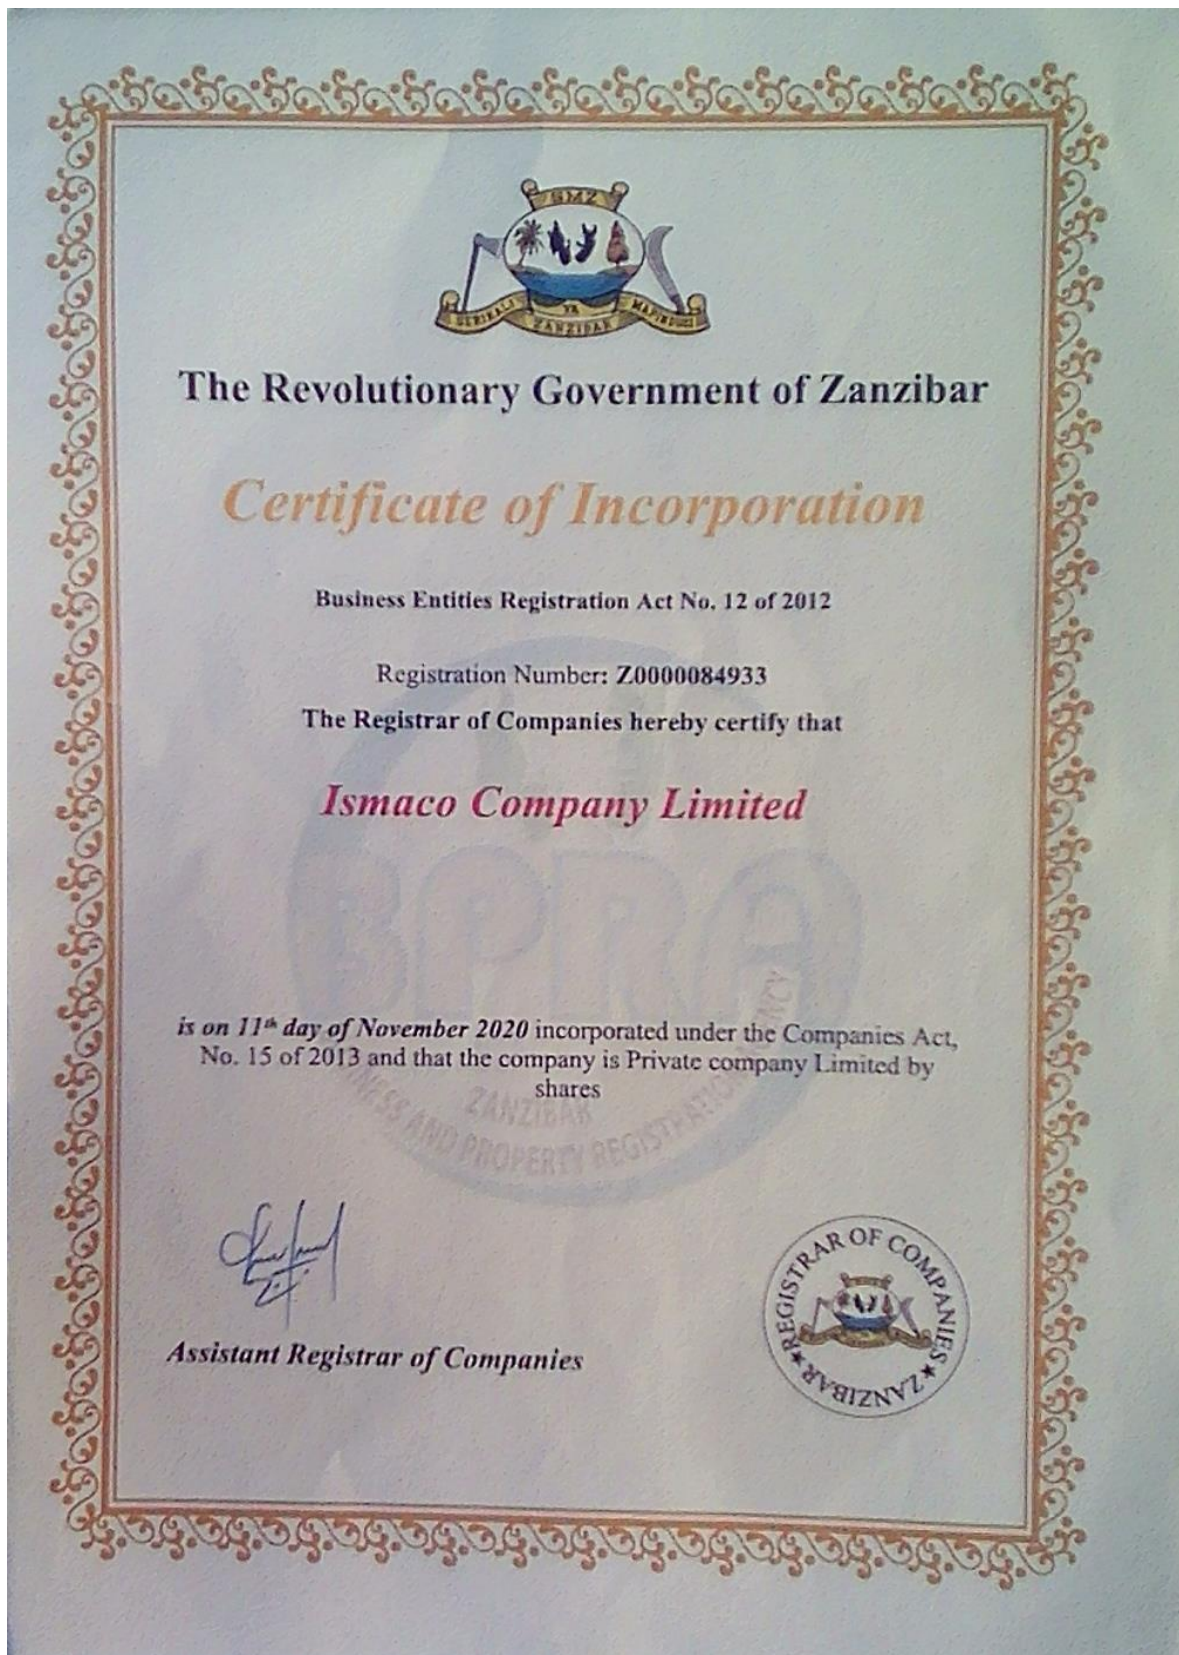 SMZ
SERIKALI YA MAPINDUZI
ZANZIBAR
The Revolutionary Government of Zanzibar
Certificate of Incorporation
Business Entities Registration Act No. 12 of 2012
Registration Number: Z0000084933
The Registrar of Companies hereby certify that
Ismaco Company Limited
BPRA
is on 11th day of November 2020 incorporated under the Companies Act,
No. 15 of 2013 and that the company is Private company Limited by
shares
ZANZIBAR
AND PROPERTY REGISTRATION
Assistant Registrar of Companies
REGISTRAR OF COMPANIES
ZANZIBAR